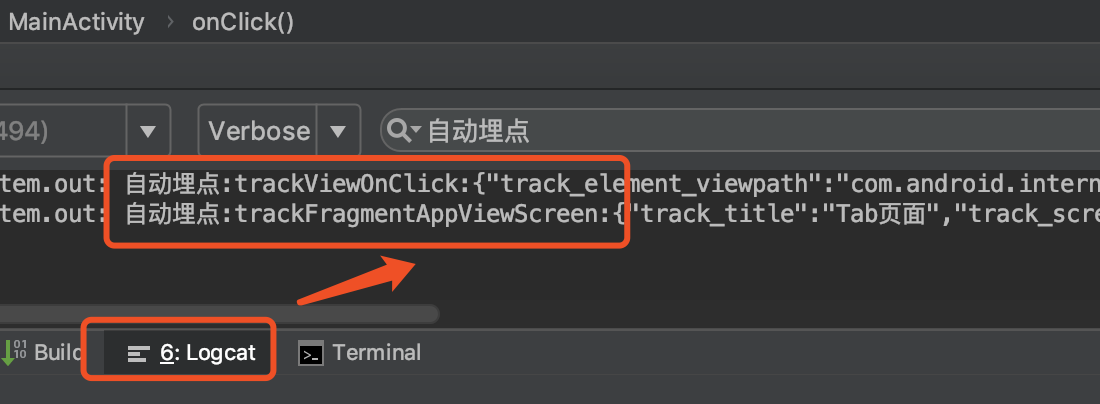 MainActivity › onClick()
494) Verbose 自动埋点
tem.out: 自动埋点:trackViewOnClick:{"track_element_viewpath":"com.android.intern
tem.out: 自动埋点:trackFragmentAppViewScreen:{"track_title":"Tab页面","track_scre
Build 6: Logcat Terminal